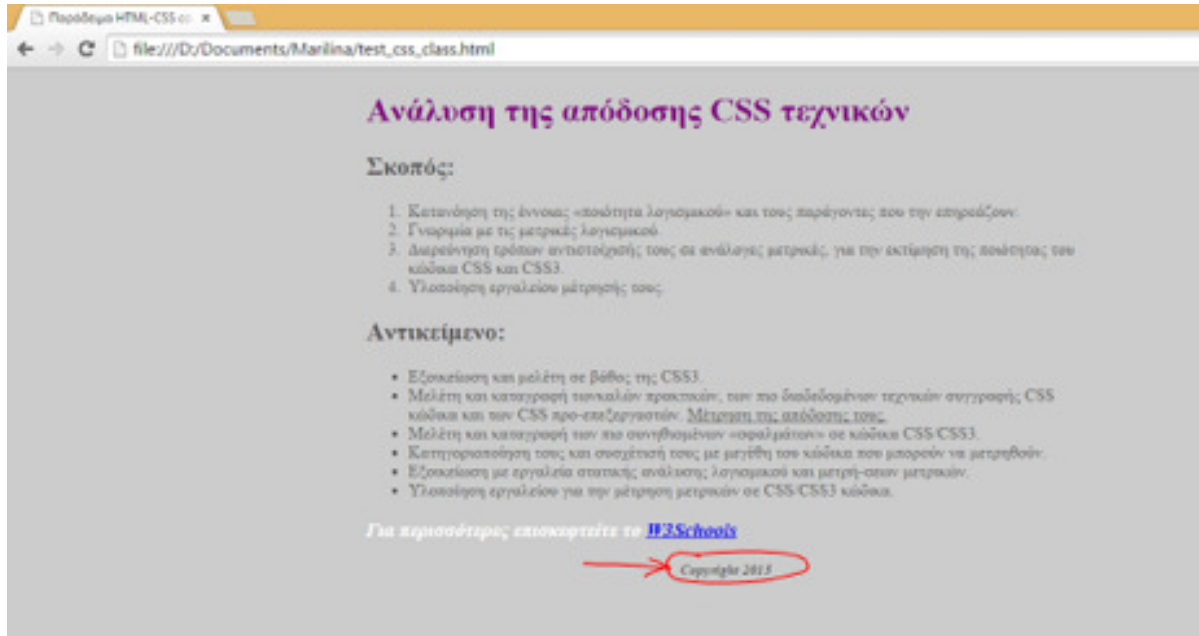 Παράδειγμα HTML-CSS
file:///D:/Documents/Marilina/test_css_class.html
Ανάλυση της απόδοσης CSS τεχνικών
Σκοπός:
1. Κατανόηση της έννοιας «ποιότητα λογισμικού» και τους παράγοντες που την επηρεάζουν.
2. Γνωριμία με τις μετρικές λογισμικού.
3. Διερεύνηση τρόπων αντιστοίχισής τους σε ανάλογες μετρικές, για την εκτίμηση της ποιότητας του
κώδικα CSS και CSS3.
4. Υλοποίηση εργαλείου μέτρησής τους.
Αντικείμενο:
• Εξοικείωση και μελέτη σε βάθος της CSS3.
• Μελέτη και καταγραφή τωνκαλών πρακτικών, των πιο διαδεδομένων τεχνικών συγγραφής CSS
κώδικα και των CSS προ-επεξεργαστών. Μέτρηση της απόδοσης τους.
• Μελέτη και καταγραφή των πιο συνηθισμένων «σφαλμάτων» σε κώδικα CSS/CSS3.
• Κατηγοριοποίηση τους και συσχέτισή τους με μεγέθη του κώδικα που μπορούν να μετρηθούν.
• Εξοικείωση με εργαλεία στατικής ανάλυσης λογισμικού και μετρή-σεων μετρικών.
• Υλοποίηση εργαλείου για την μέτρηση μετρικών σε CSS/CSS3 κώδικα.
Για περισσότερες επισκεφτείτε το W3Schools
Copyright 2015